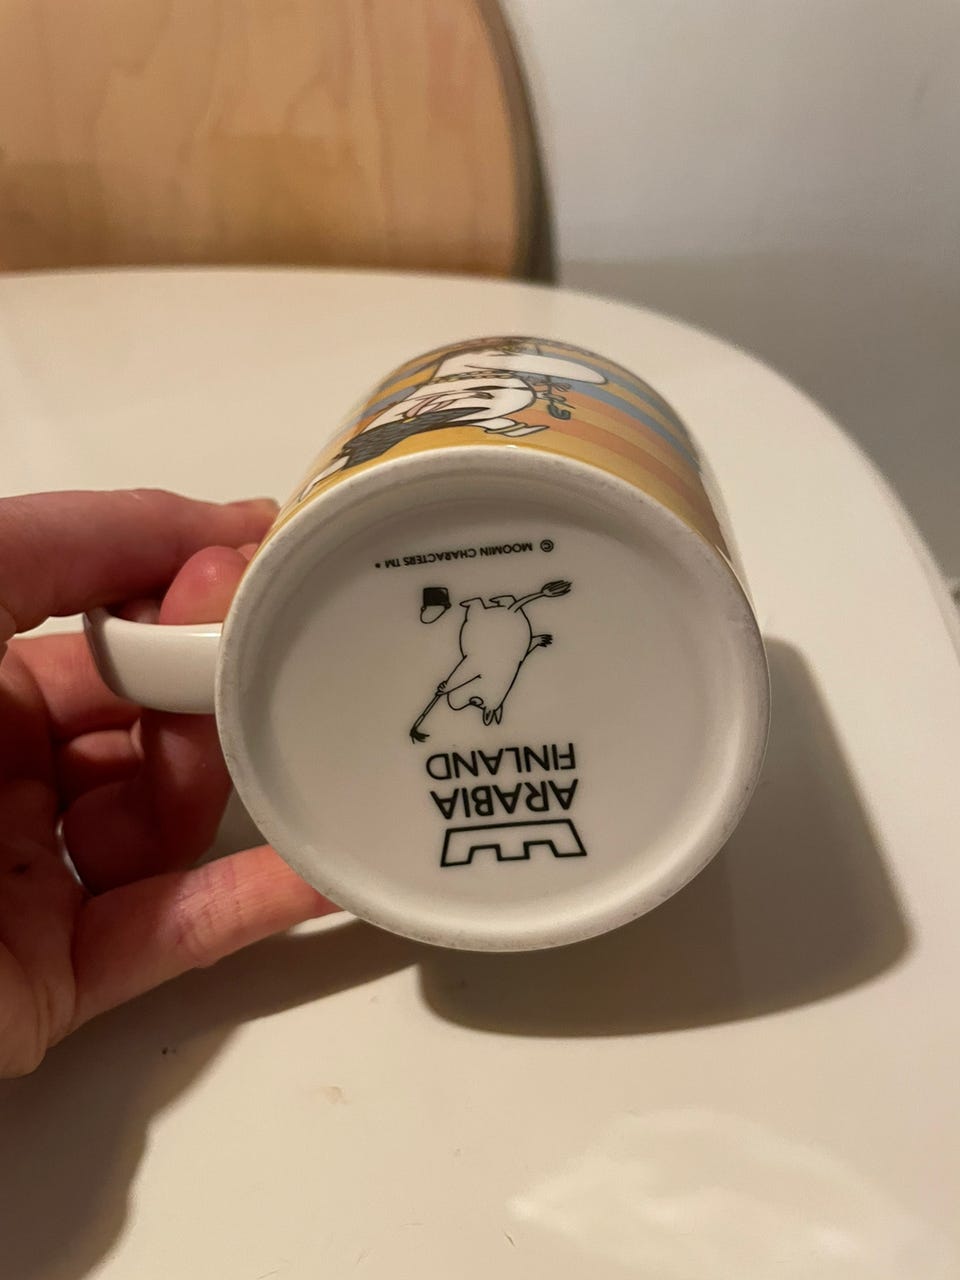 ARABIA
FINLAND
© MOOMIN CHARACTERS ™